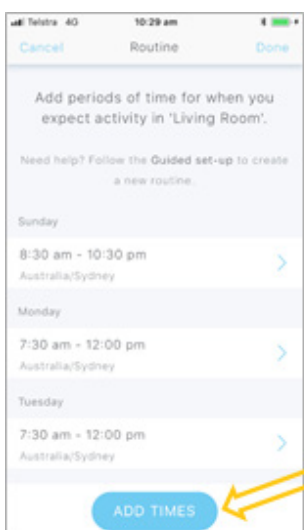 Telstra 4G 10:29 am
Cancel Routine Done
Add periods of time for when you
expect activity in 'Living Room'.
Need help? Follow the Guided set-up to create
a new routine.
Sunday
8:30 am - 10:30 pm
Australia/Sydney
Monday
7:30 am - 12:00 pm
Australia/Sydney
Tuesday
7:30 am - 12:00 pm
Australia/Sydney
ADD TIMES